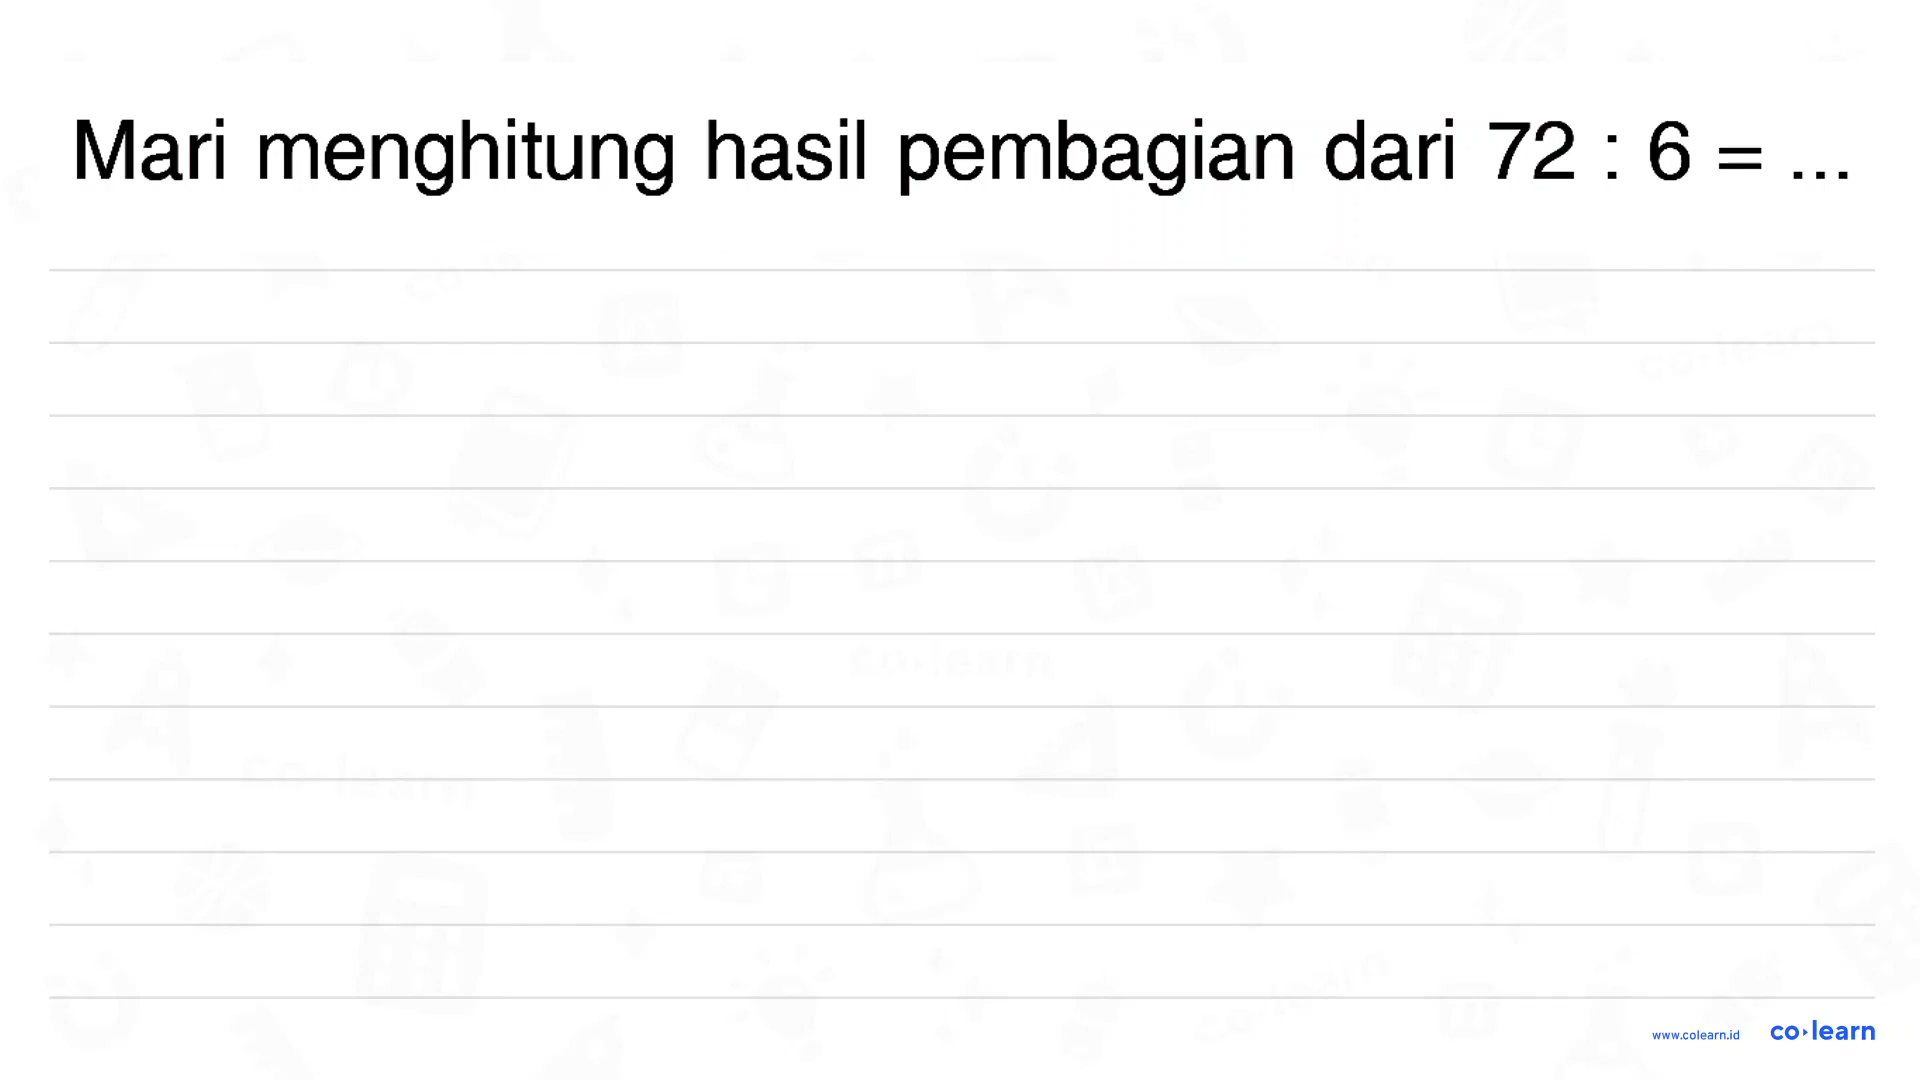 Mari menghitung hasil pembagian dari 72 : 6 = ...
www.colearn.id co▸learn